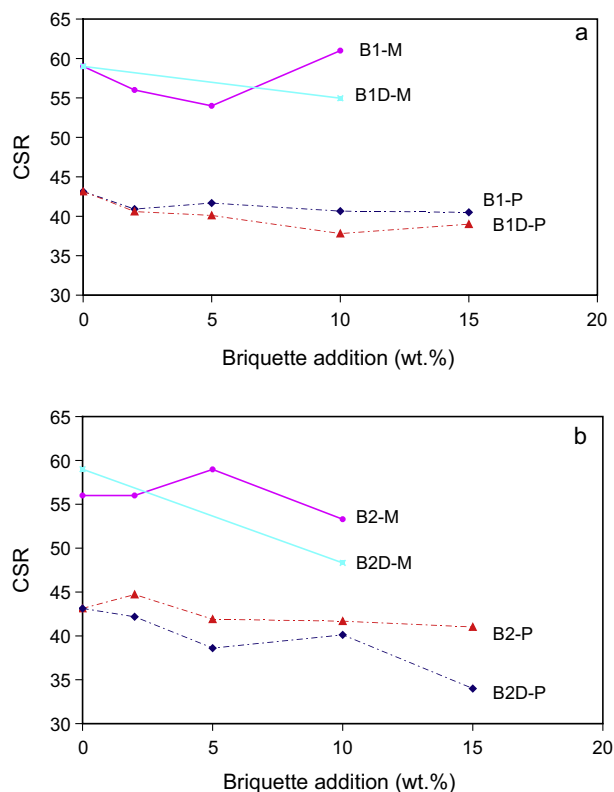 a
65
60
55
50
45
40
35
30
CSR
B1-M
B1D-M
B1-P
B1D-P
0 5 10 15 20
Briquette addition (wt.%)
b
65
60
55
50
45
40
35
30
CSR
B2-M
B2D-M
B2-P
B2D-P
0 5 10 15 20
Briquette addition (wt.%)